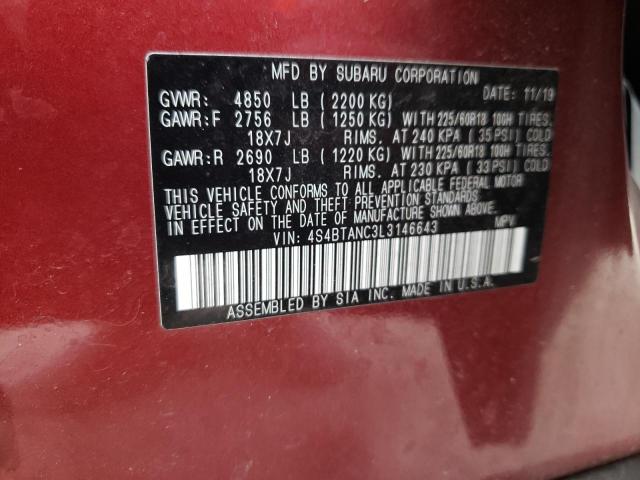 MFD BY SUBARU CORPORATION
GVWR: 4850 LB (2200 KG) DATE: 11/19
GAWR:F 2756 LB (1250 KG) WITH 225/60R18 100H TIRES.
18X7J RIMS. AT 240 KPA (35 PSI) COLD
GAWR:R 2690 LB (1220 KG) WITH 225/60R18 100H TIRES.
18X7J RIMS. AT 230 KPA (33 PSI) COLD
THIS VEHICLE CONFORMS TO ALL APPLICABLE FEDERAL MOTOR
VEHICLE SAFETY AND THEFT PREVENTION STANDARDS
IN EFFECT ON THE DATE OF MANUFACTURE SHOWN ABOVE.
VIN: 4S4BTANC3L3146643 MPV
ASSEMBLED BY SIA INC. MADE IN U.S.A.